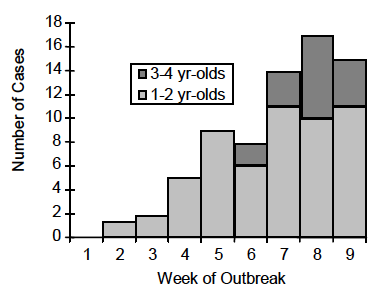 Number of Cases
18
16
14
12
10
8
6
4
2
0
3-4 yr-olds
1-2 yr-olds
1 2 3 4 5 6 7 8 9
Week of Outbreak